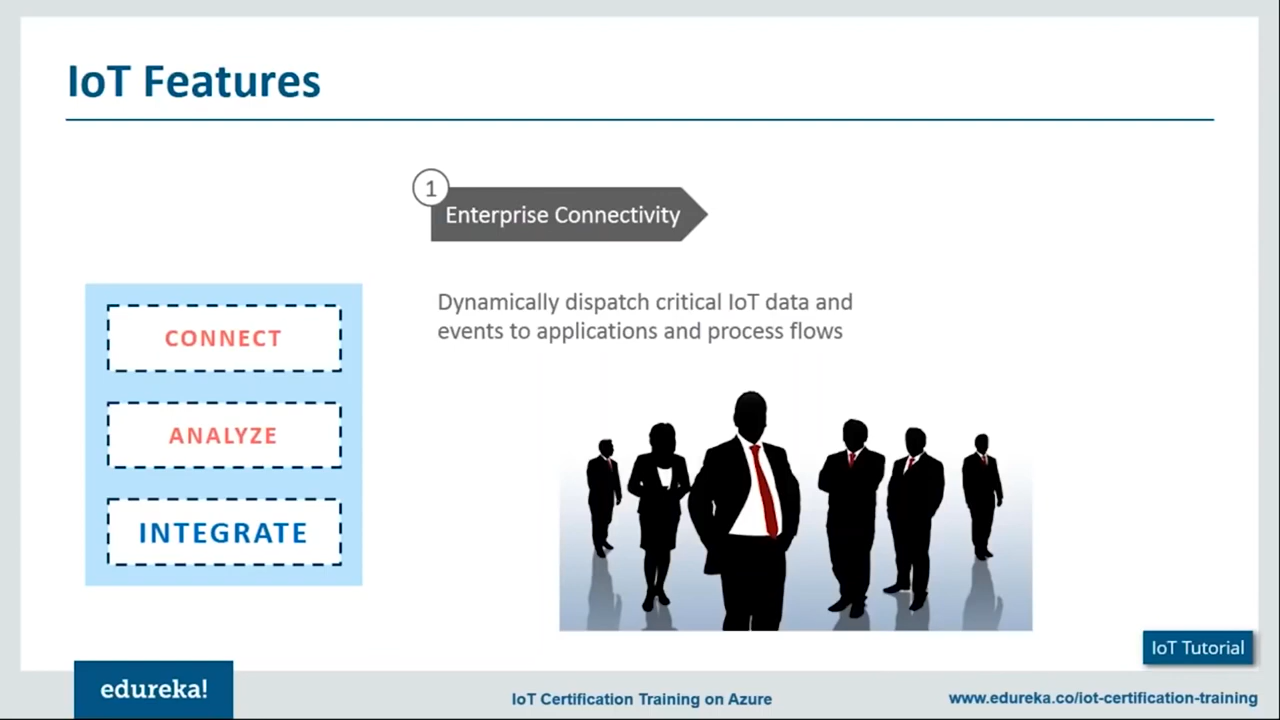 IoT Features
1
Enterprise Connectivity
Dynamically dispatch critical IoT data and
events to applications and process flows
CONNECT
ANALYZE
INTEGRATE
IoT Tutorial
edureka!
IoT Certification Training on Azure
www.edureka.co/iot-certification-training